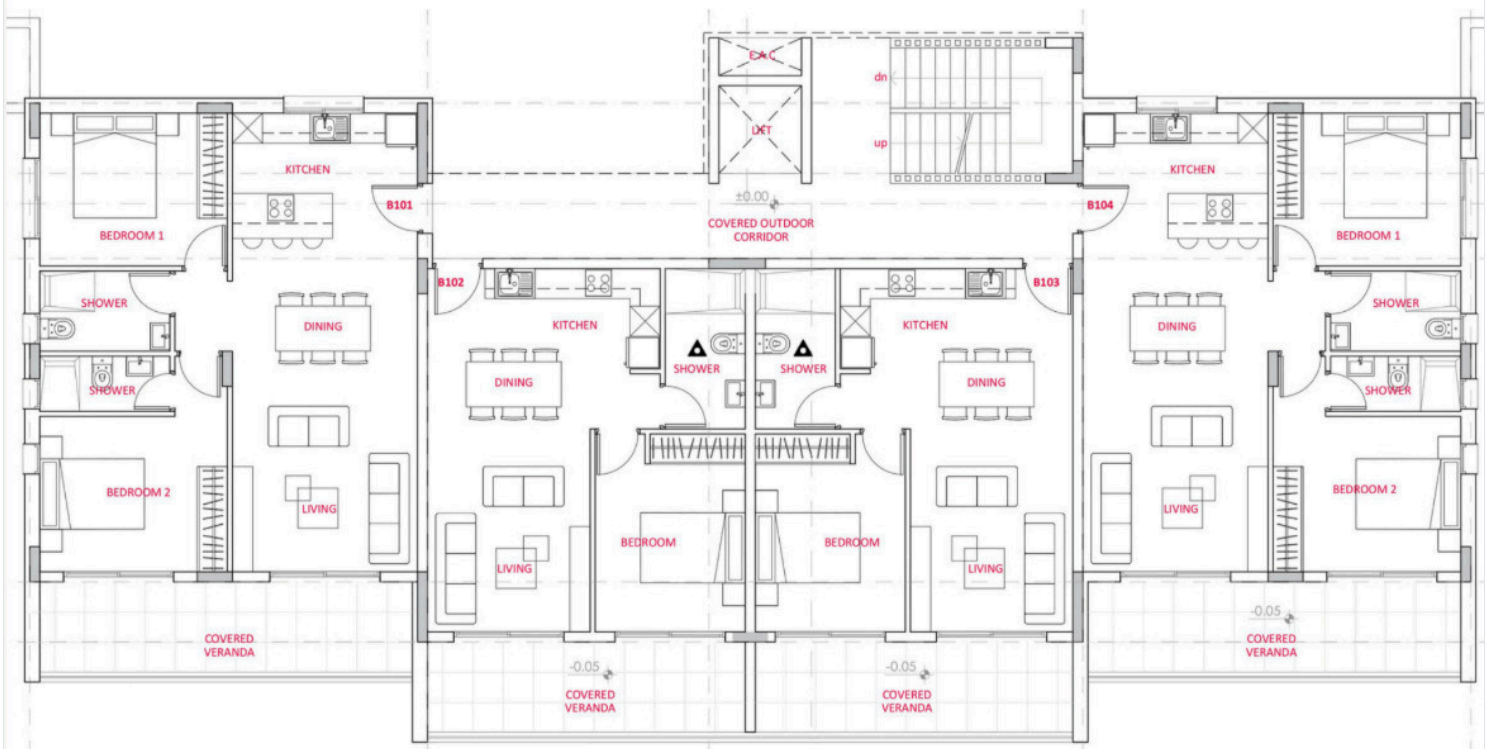 E.A.C
dn
LIFT
up
KITCHEN
KITCHEN
±0.00
B101
B104
COVERED OUTDOOR
CORRIDOR
BEDROOM 1
BEDROOM 1
B102
B103
SHOWER
SHOWER
DINING
KITCHEN
KITCHEN
DINING
SHOWER
SHOWER
DINING
DINING
SHOWER
SHOWER
BEDROOM 2
BEDROOM 2
LIVING
LIVING
BEDROOM
BEDROOM
LIVING
LIVING
-0.05
COVERED
VERANDA
COVERED
VERANDA
-0.05
-0.05
COVERED
VERANDA
COVERED
VERANDA